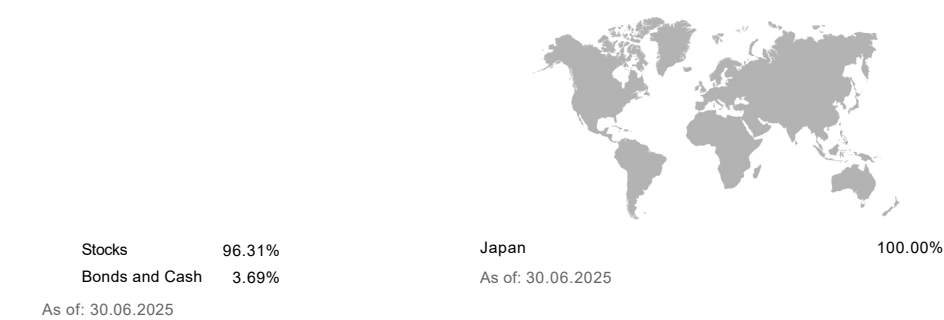 Stocks 96.31%
Bonds and Cash 3.69%
As of: 30.06.2025
Japan 100.00%
As of: 30.06.2025